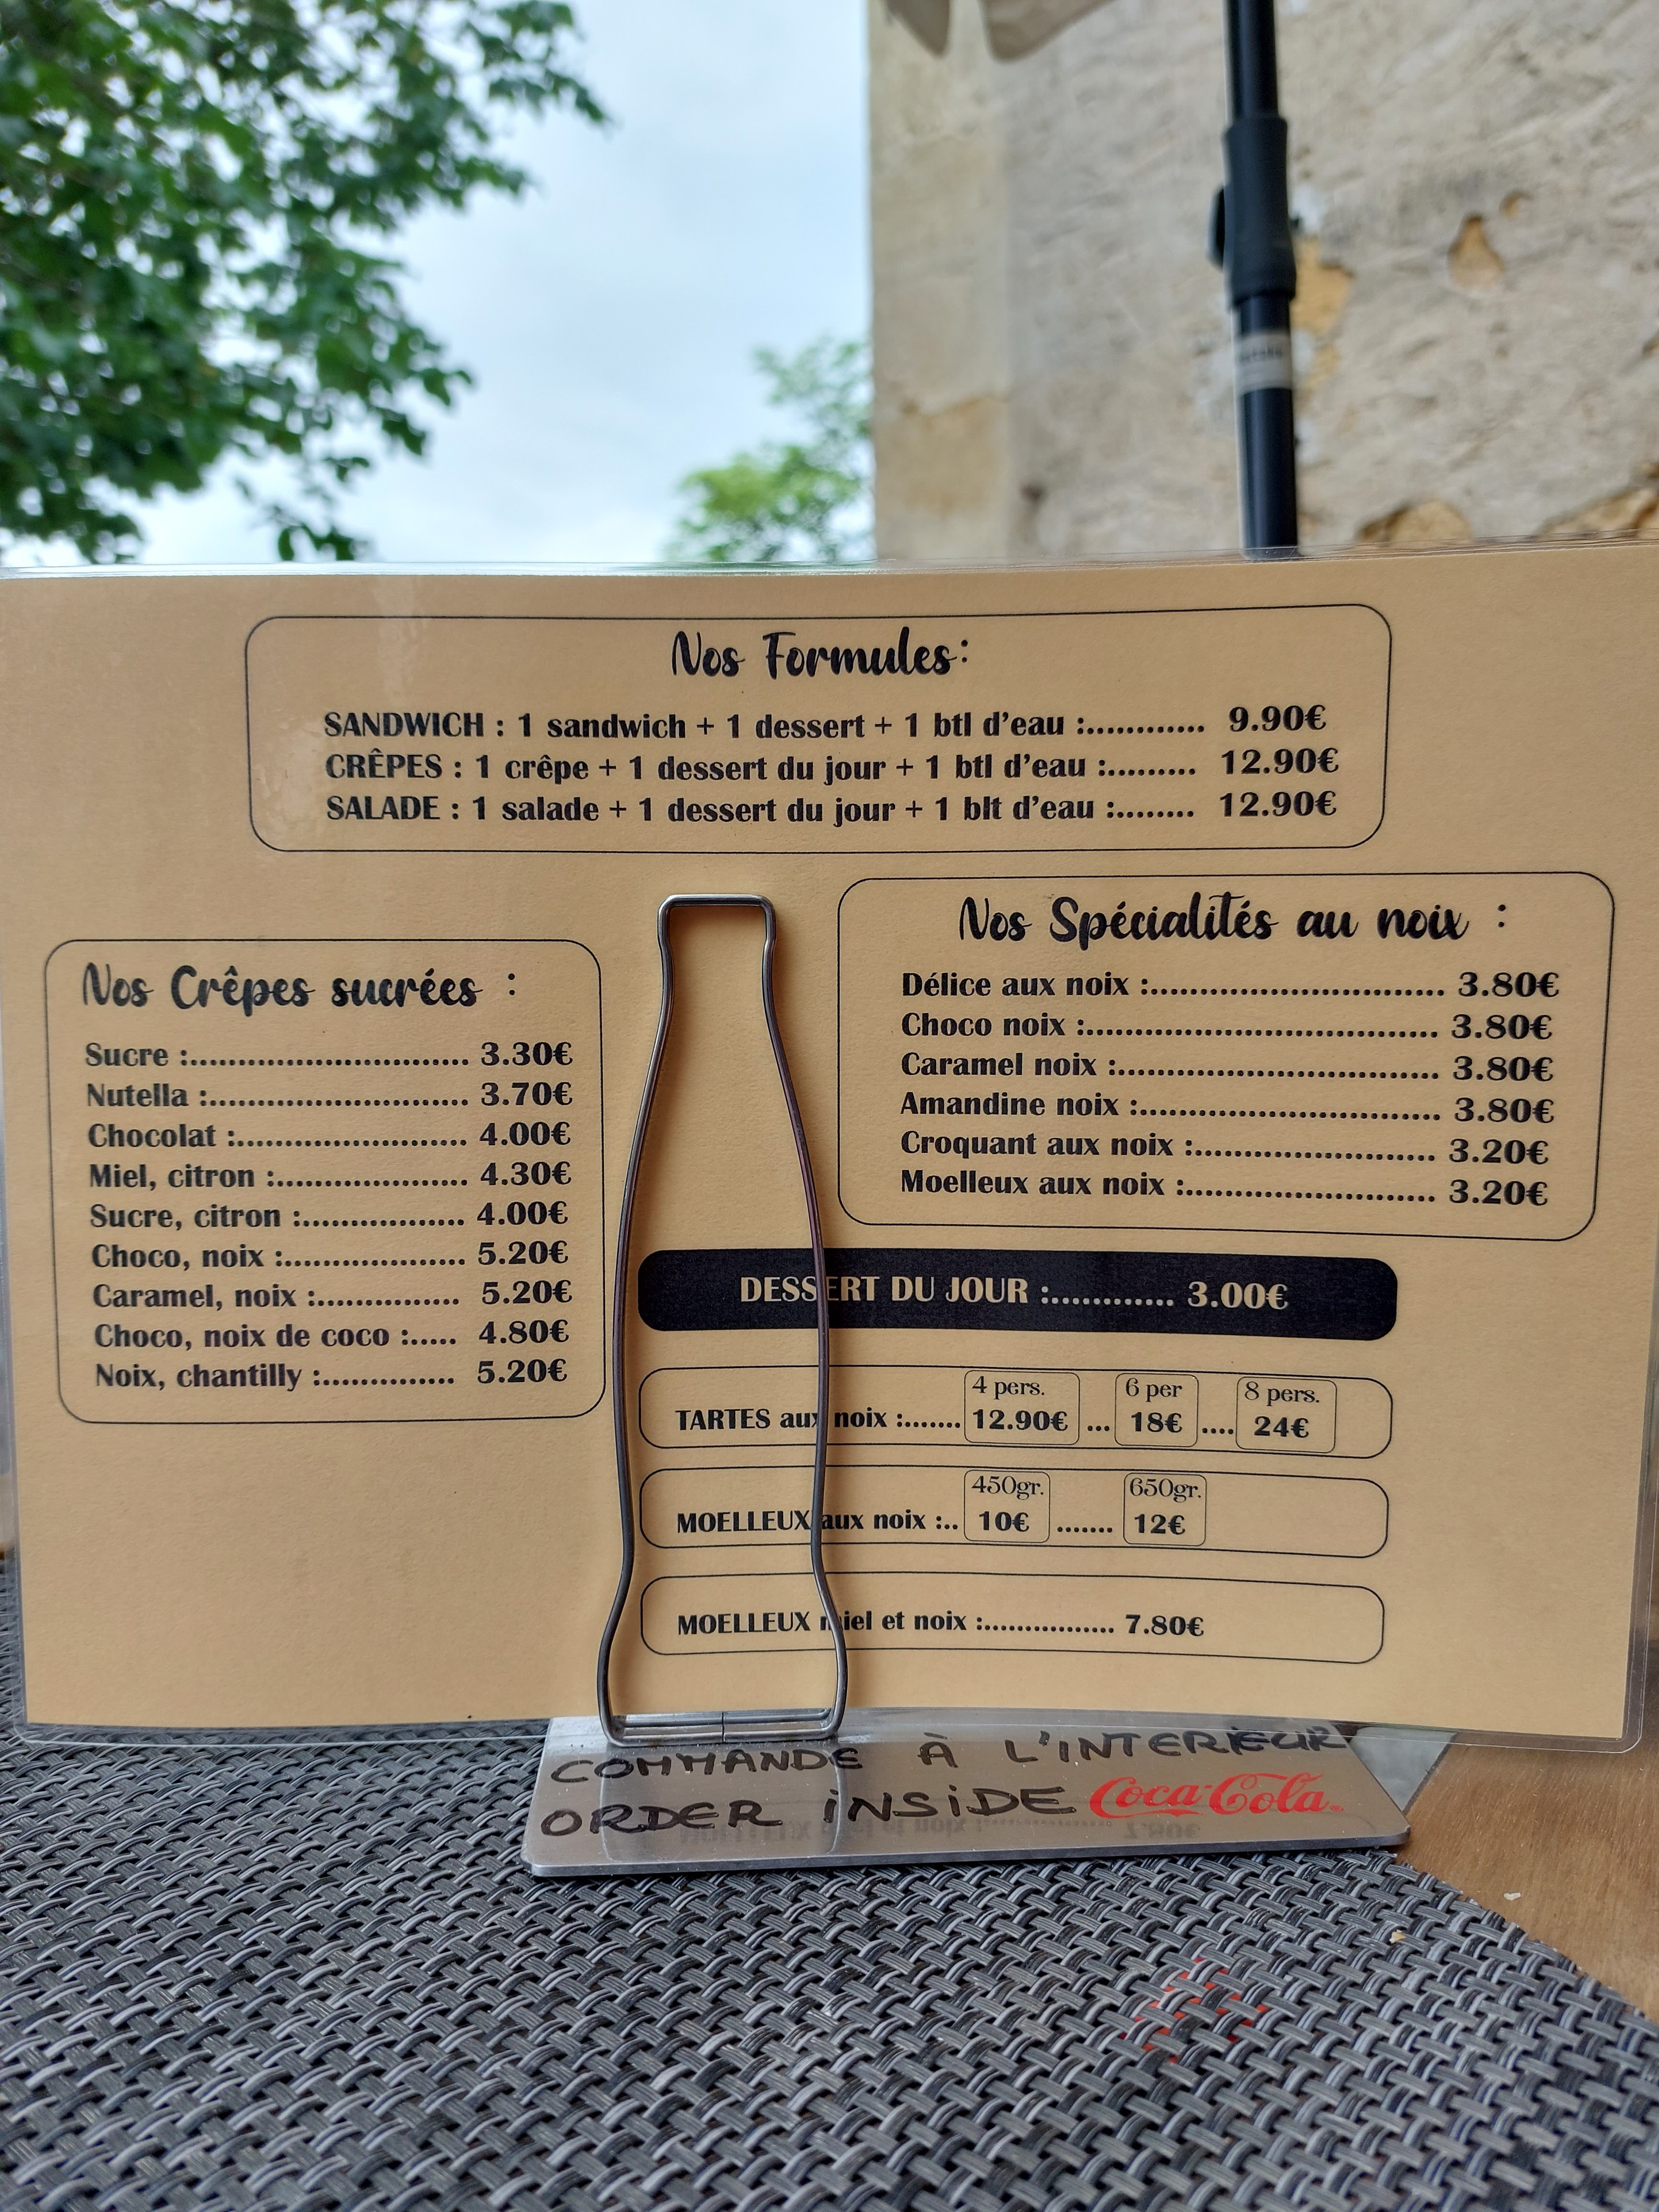 Nos Formules:
SANDWICH : 1 sandwich + 1 dessert + 1 btl d'eau :............ 9.90€
CRÊPES : 1 crêpe + 1 dessert du jour + 1 btl d'eau :......... 12.90€
SALADE : 1 salade + 1 dessert du jour + 1 blt d'eau :........ 12.90€
Nos Crêpes sucrées :
Sucre :............................. 3.30€
Nutella :........................... 3.70€
Chocolat :........................ 4.00€
Miel, citron :.................... 4.30€
Sucre, citron :................. 4.00€
Choco, noix :................... 5.20€
Caramel, noix :............... 5.20€
Choco, noix de coco :..... 4.80€
Noix, chantilly :.............. 5.20€
Nos Spécialités au noix :
Délice aux noix :............................... 3.80€
Choco noix :..................................... 3.80€
Caramel noix :.................................. 3.80€
Amandine noix :................................ 3.80€
Croquant aux noix :.......................... 3.20€
Moelleux aux noix :........................... 3.20€
DESSERT DU JOUR :............. 3.00€
4 pers. 6 per 8 pers.
TARTES aux noix :....... 12.90€ ... 18€ .... 24€
450gr. 650gr.
MOELLEUX aux noix :.. 10€ ....... 12€
MOELLEUX miel et noix :................. 7.80€
COMMANDE À L'INTERIEUR
ORDER INSIDE Coca-Cola